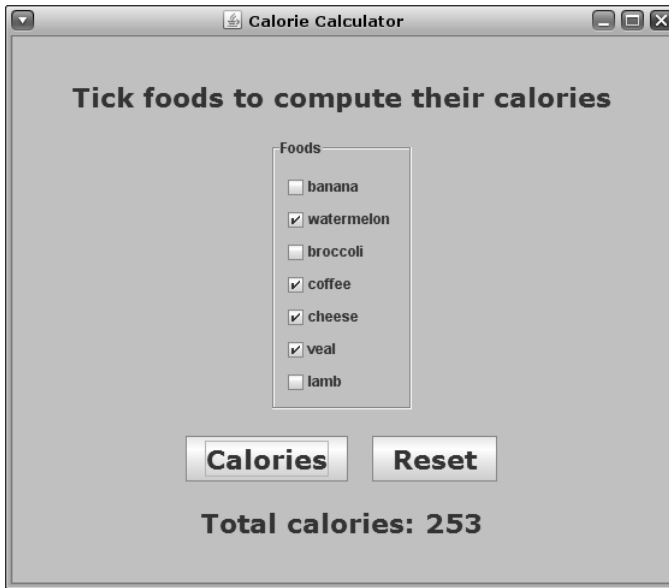 Calorie Calculator
Tick foods to compute their calories
Foods
banana
watermelon
broccoli
coffee
cheese
veal
lamb
Calories Reset
Total calories: 253